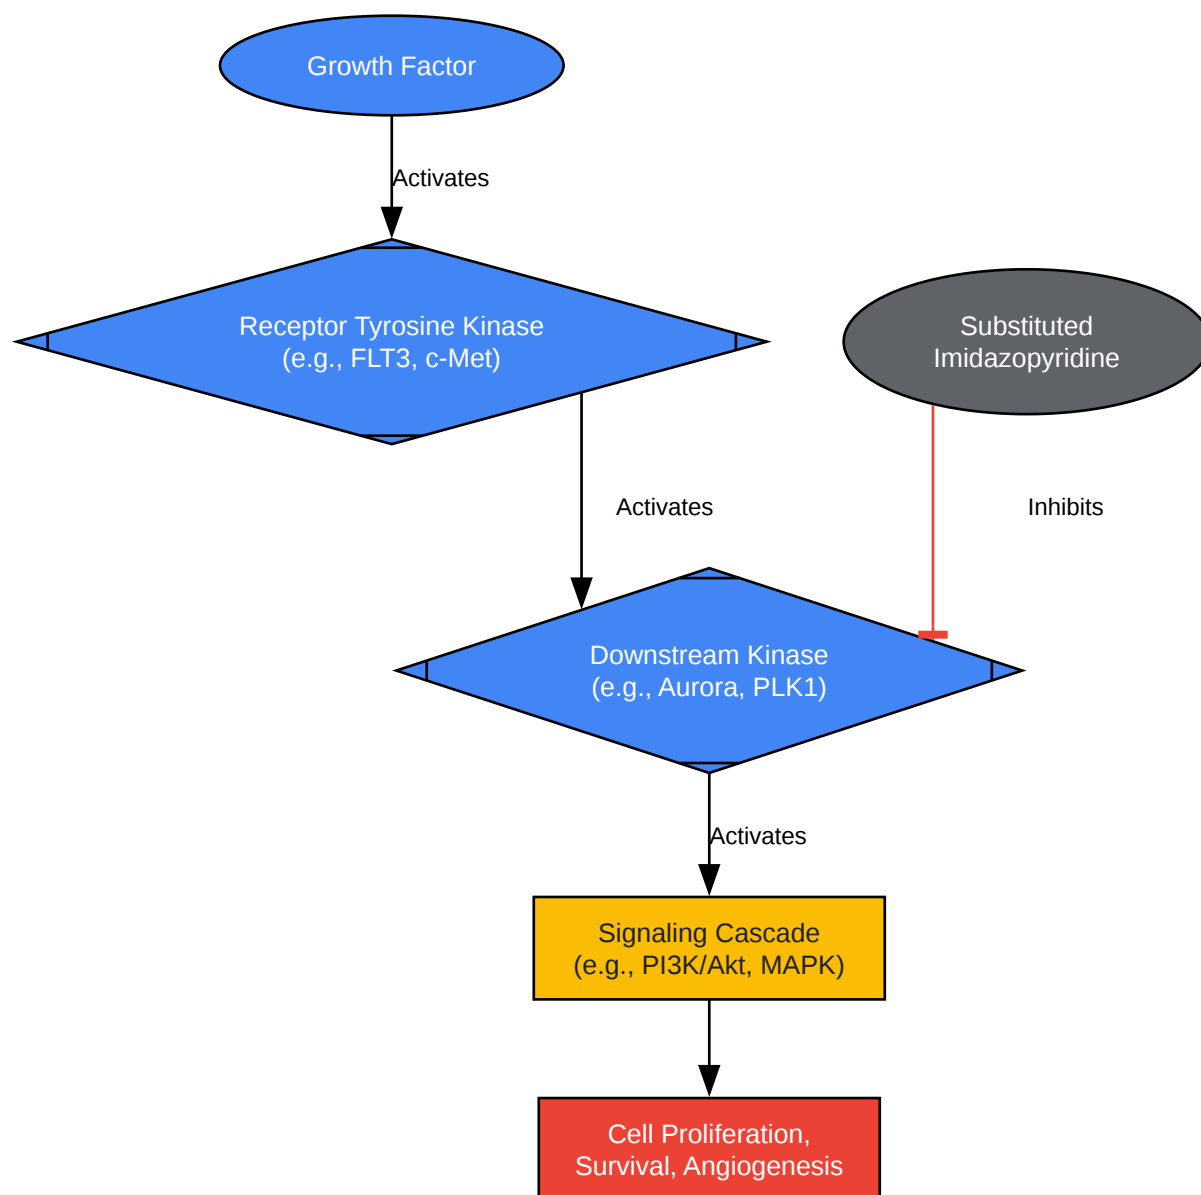 Growth Factor
Activates
Receptor Tyrosine Kinase
(e.g., FLT3, c-Met)
Substituted
Imidazopyridine
Activates
Inhibits
Downstream Kinase
(e.g., Aurora, PLK1)
Activates
Signaling Cascade
(e.g., PI3K/Akt, MAPK)
Cell Proliferation,
Survival, Angiogenesis